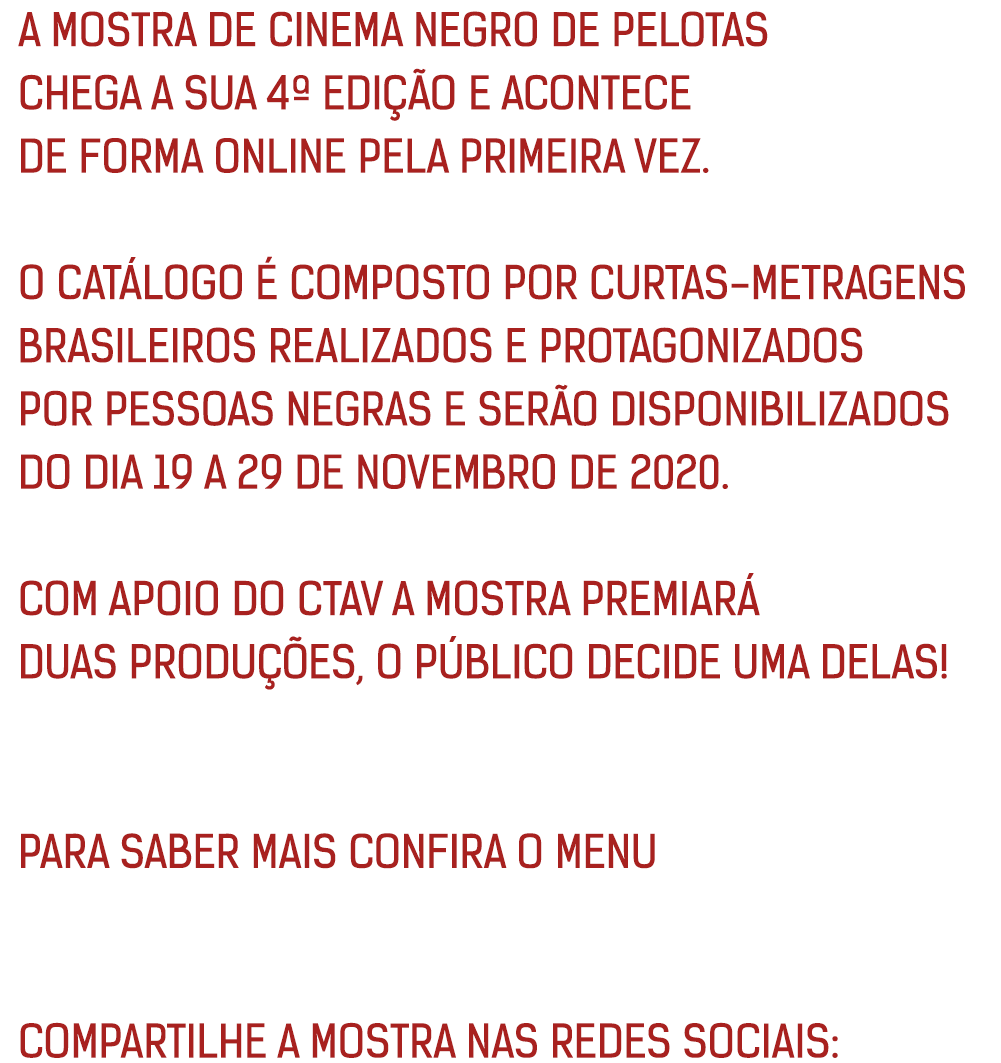 A MOSTRA DE CINEMA NEGRO DE PELOTAS
CHEGA A SUA 4ª EDIÇÃO E ACONTECE
DE FORMA ONLINE PELA PRIMEIRA VEZ.
O CATÁLOGO É COMPOSTO POR CURTAS-METRAGENS
BRASILEIROS REALIZADOS E PROTAGONIZADOS
POR PESSOAS NEGRAS E SERÃO DISPONIBILIZADOS
DO DIA 19 A 29 DE NOVEMBRO DE 2020.
COM APOIO DO CTAV A MOSTRA PREMIARÁ
DUAS PRODUÇÕES, O PÚBLICO DECIDE UMA DELAS!
PARA SABER MAIS CONFIRA O MENU
COMPARTILHE A MOSTRA NAS REDES SOCIAIS: